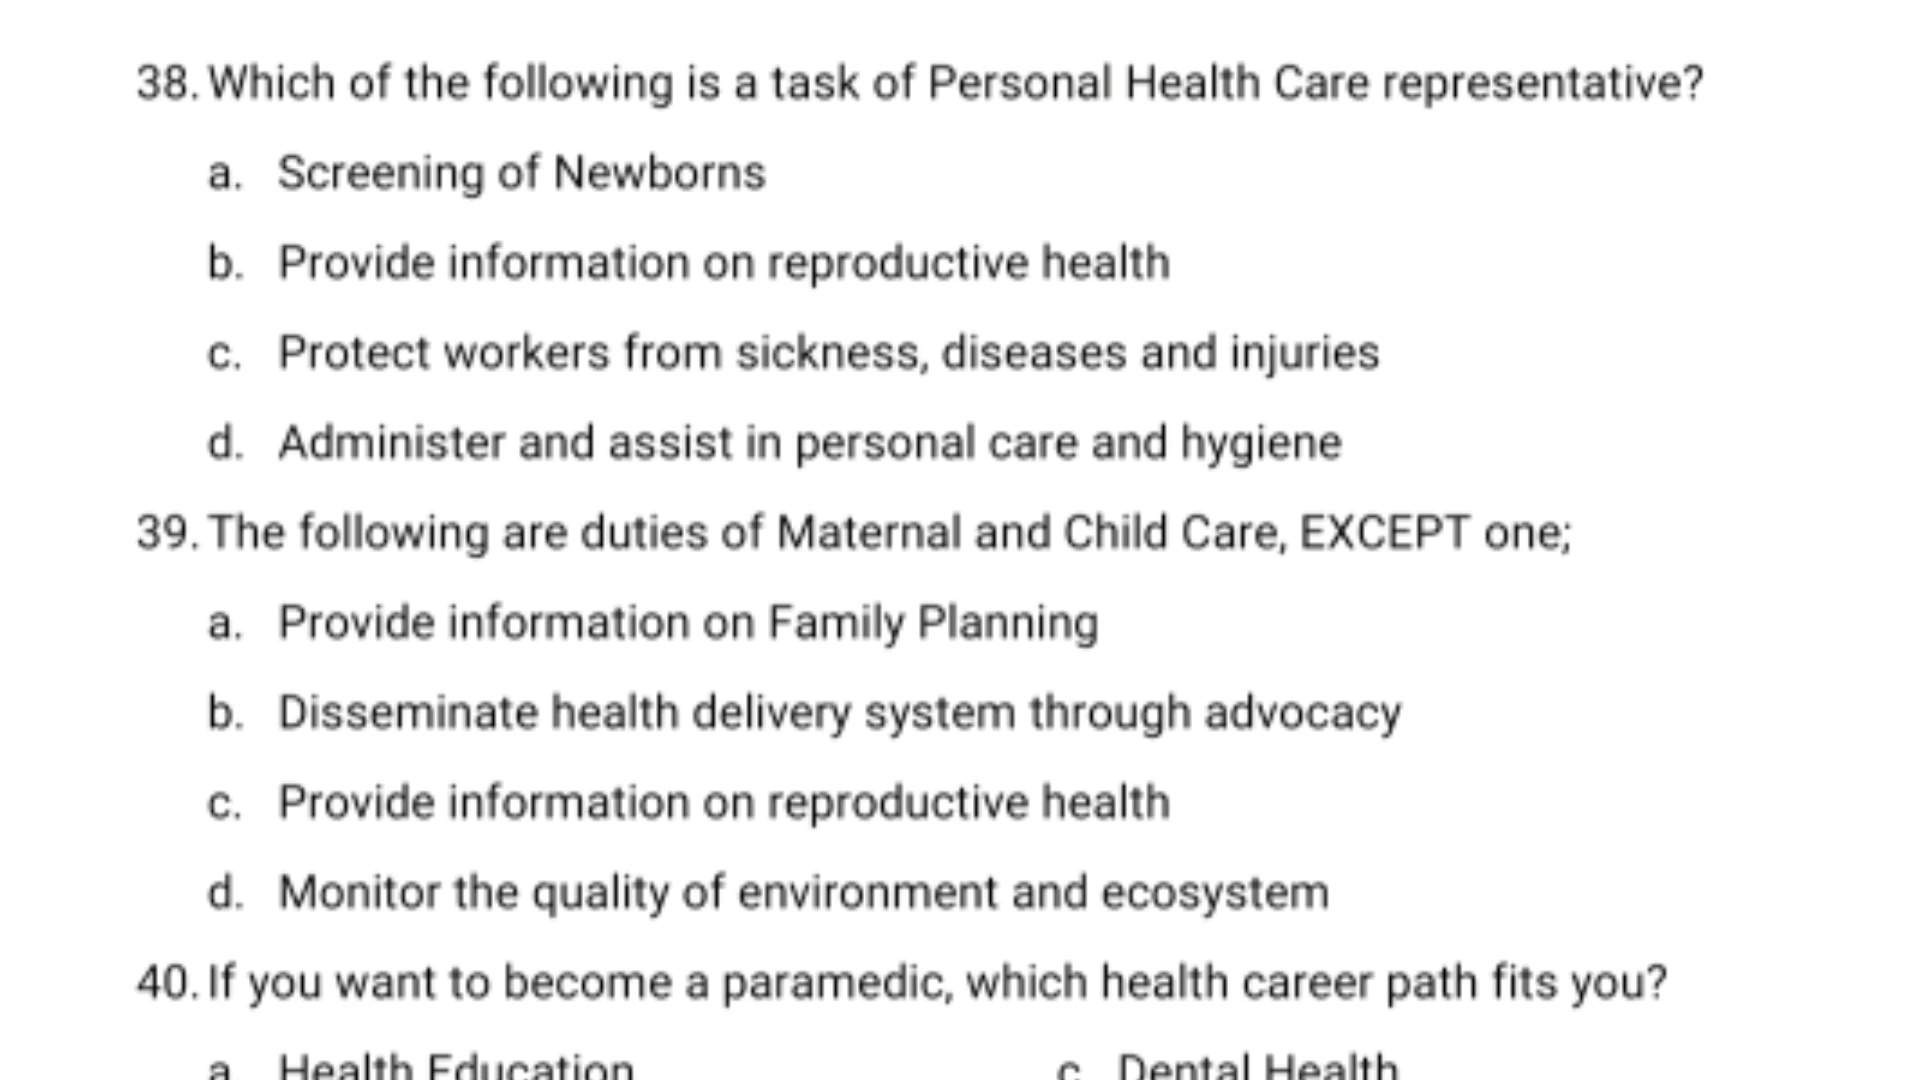 38. Which of the following is a task of Personal Health Care representative?
a. Screening of Newborns
b. Provide information on reproductive health
c. Protect workers from sickness, diseases and injuries
d. Administer and assist in personal care and hygiene
39. The following are duties of Maternal and Child Care, EXCEPT one;
a. Provide information on Family Planning
b. Disseminate health delivery system through advocacy
c. Provide information on reproductive health
d. Monitor the quality of environment and ecosystem
40. If you want to become a paramedic, which health career path fits you?
a. Health Education c. Dental Health